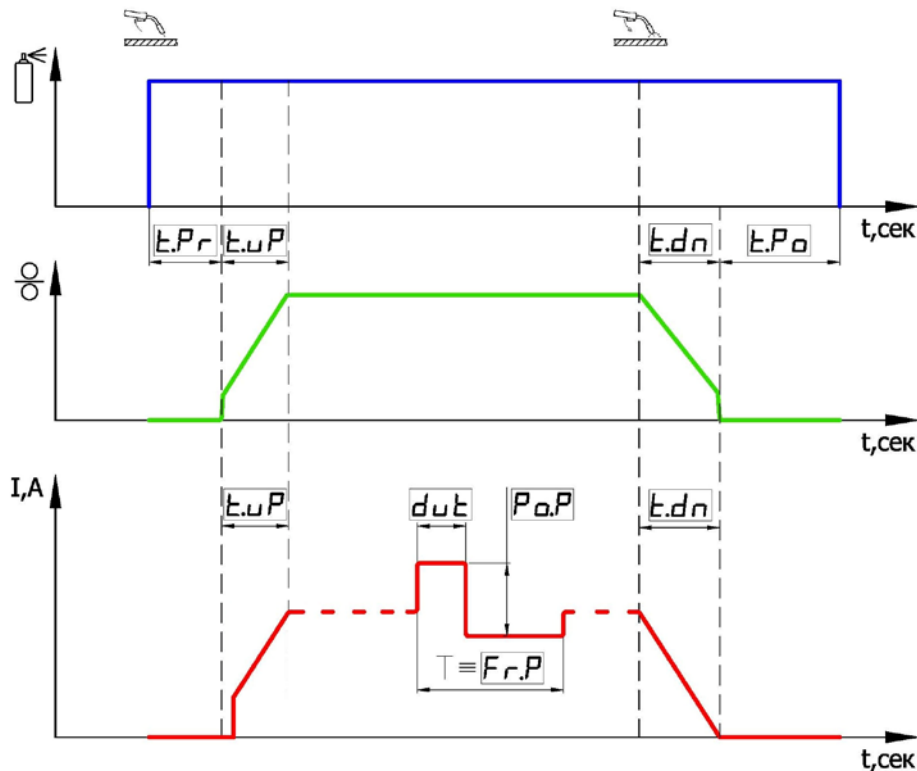 t,сек
t.Pr t.uP t.dn t.Po
t,сек
I,A
t.uP dut Po.P t.dn
T ≡ Fr.P
t,сек